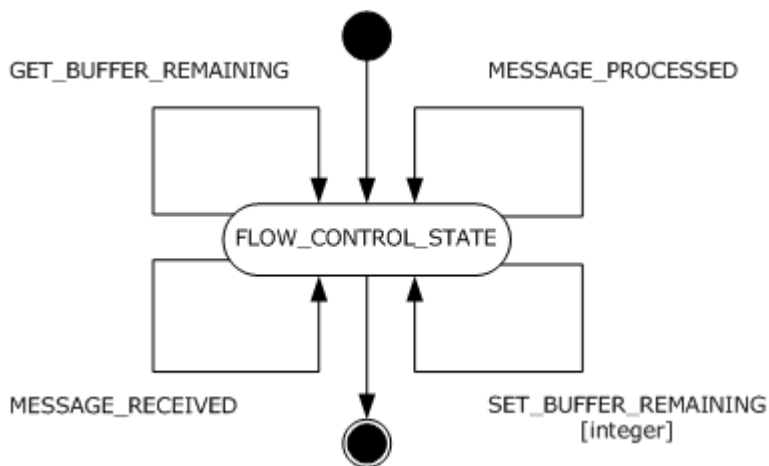 GET_BUFFER_REMAINING
MESSAGE_PROCESSED
FLOW_CONTROL_STATE
MESSAGE_RECEIVED
SET_BUFFER_REMAINING
[integer]